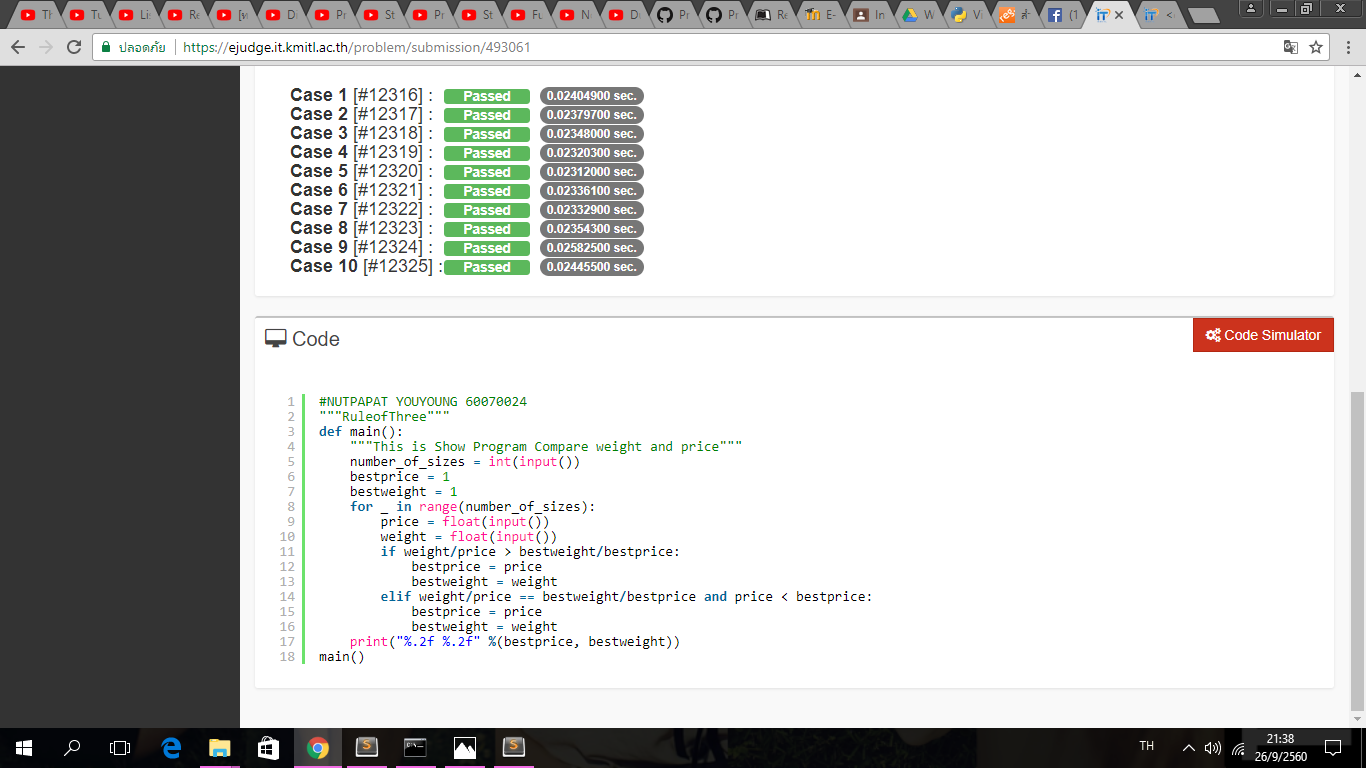 Th Tu Li Re [ห Di Pr St Pr St Fu N Du Pr Pr Re E- In W Vi สำ (1 <
ปลอดภัย https://ejudge.it.kmitl.ac.th/problem/submission/493061
Case 1 [#12316] : Passed 0.02404900 sec.
Case 2 [#12317] : Passed 0.02379700 sec.
Case 3 [#12318] : Passed 0.02348000 sec.
Case 4 [#12319] : Passed 0.02320300 sec.
Case 5 [#12320] : Passed 0.02312000 sec.
Case 6 [#12321] : Passed 0.02336100 sec.
Case 7 [#12322] : Passed 0.02332900 sec.
Case 8 [#12323] : Passed 0.02354300 sec.
Case 9 [#12324] : Passed 0.02582500 sec.
Case 10 [#12325] : Passed 0.02445500 sec.
Code Code Simulator
1 #NUTPAPAT YOUYOUNG 60070024
2 """RuleofThree"""
3 def main():
4     """This is Show Program Compare weight and price"""
5     number_of_sizes = int(input())
6     bestprice = 1
7     bestweight = 1
8     for _ in range(number_of_sizes):
9         price = float(input())
10         weight = float(input())
11         if weight/price > bestweight/bestprice:
12             bestprice = price
13             bestweight = weight
14         elif weight/price == bestweight/bestprice and price < bestprice:
15             bestprice = price
16             bestweight = weight
17     print("%.2f %.2f" %(bestprice, bestweight))
18 main()
TH 21:38
26/9/2560